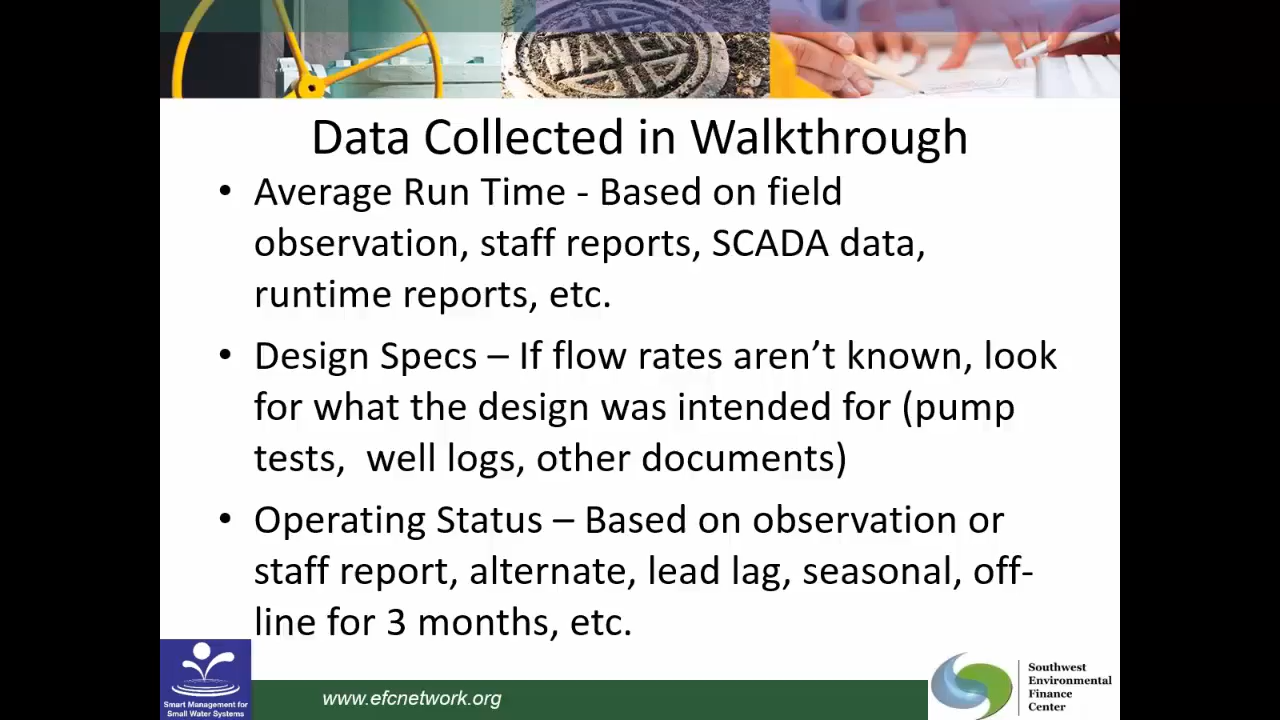 WATER
Data Collected in Walkthrough
• Average Run Time - Based on field
observation, staff reports, SCADA data,
runtime reports, etc.
• Design Specs – If flow rates aren’t known, look
for what the design was intended for (pump
tests,  well logs, other documents)
• Operating Status – Based on observation or
staff report, alternate, lead lag, seasonal, off-
line for 3 months, etc.
Smart Management for
Small Water Systems
www.efcnetwork.org
Southwest
Environmental
Finance
Center